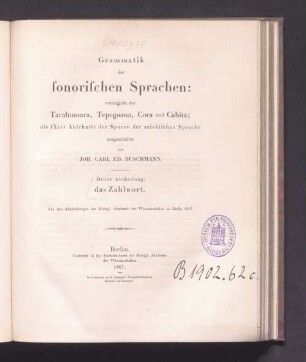 Grammatik
der
sonorischen Sprachen:
vorzüglich der
Tarahumara, Tepeguana, Cora und Cahita;
als IXter Abschnitt der Spuren der aztekischen Sprache
ausgearbeitet
von
JOH. CARL ED. BUSCHMANN.
Dritte Abtheilung:
das Zahlwort.
Aus den Abhandlungen der Königl. Akademie der Wissenschaften zu Berlin 1867.
Berlin.
Gedruckt in der Buchdruckerei der Königl. Akademie
der Wissenschaften
1867.
B 1902.62c.